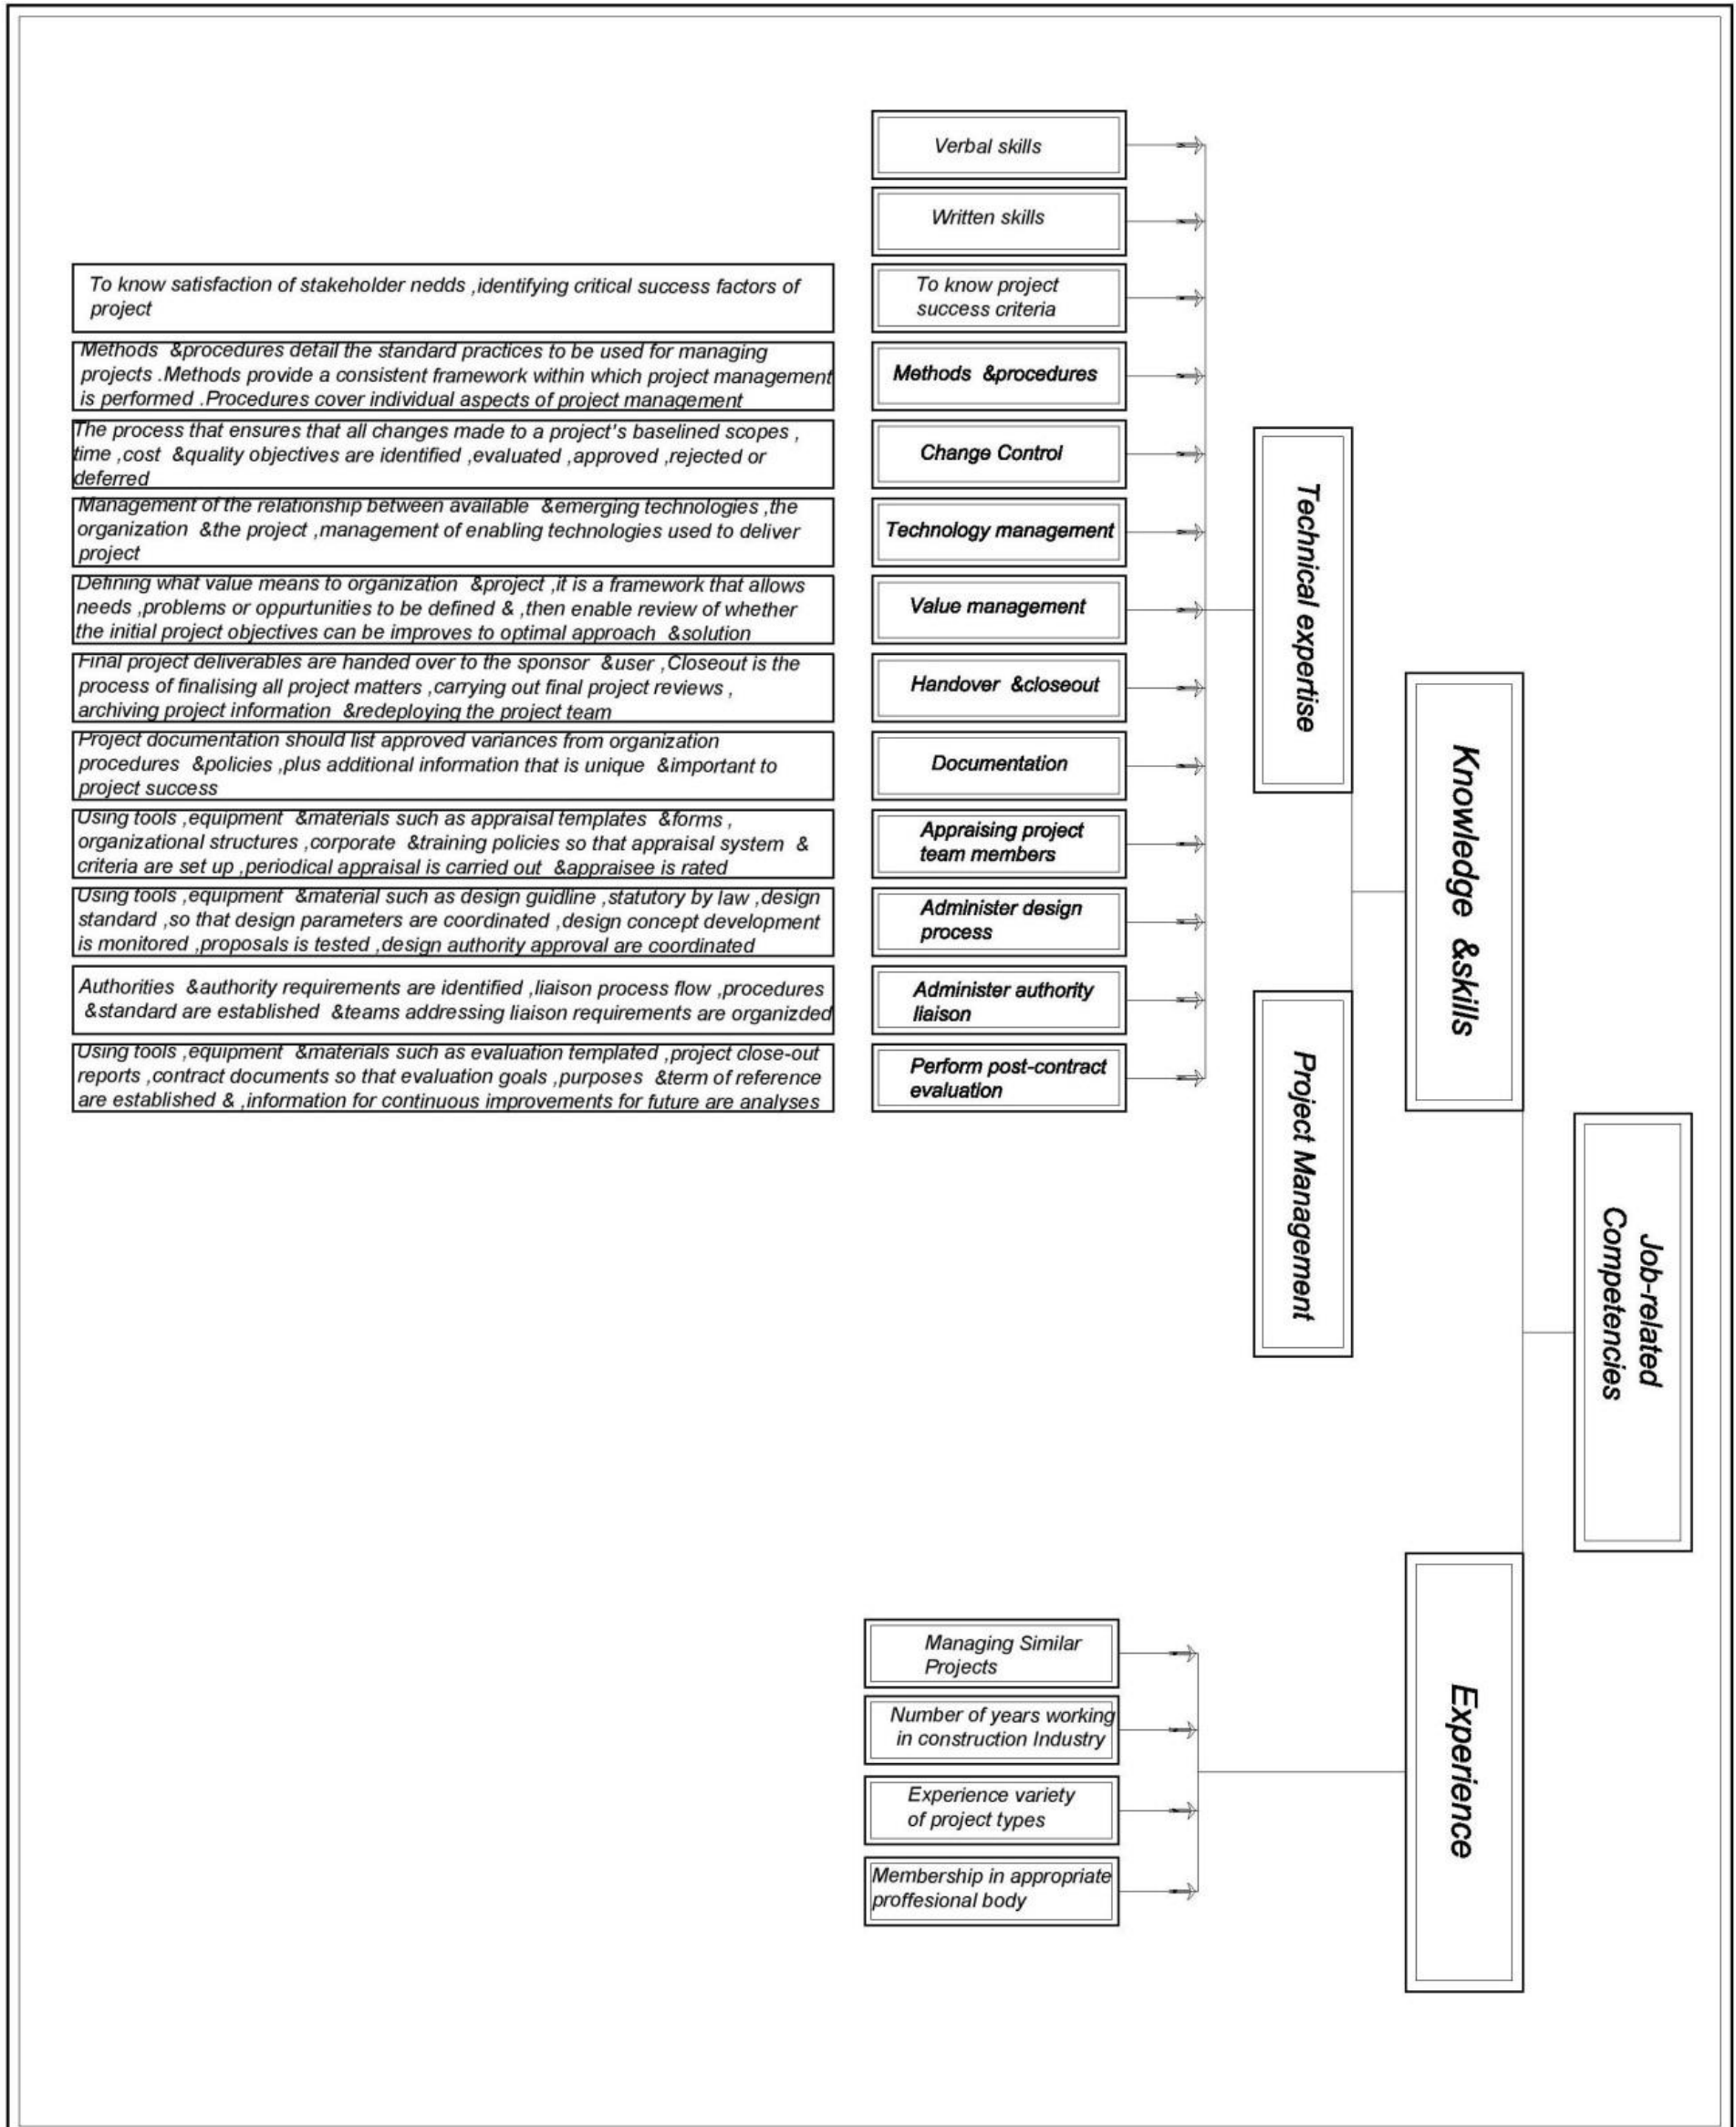 Job-related
Competencies
Knowledge &skills
Experience
Technical expertise
Project Management
Verbal skills
Written skills
To know project
success criteria
To know satisfaction of stakeholder nedds ,identifying critical success factors of
project
Methods &procedures
Methods &procedures detail the standard practices to be used for managing
projects .Methods provide a consistent framework within which project management
is performed .Procedures cover individual aspects of project management
Change Control
The process that ensures that all changes made to a project's baselined scopes ,
time ,cost &quality objectives are identified ,evaluated ,approved ,rejected or
deferred
Technology management
Management of the relationship between available &emerging technologies ,the
organization &the project ,management of enabling technologies used to deliver
project
Value management
Defining what value means to organization &project ,it is a framework that allows
needs ,problems or oppurtunities to be defined & ,then enable review of whether
the initial project objectives can be improves to optimal approach &solution
Handover &closeout
Final project deliverables are handed over to the sponsor &user ,Closeout is the
process of finalising all project matters ,carrying out final project reviews ,
archiving project information &redeploying the project team
Documentation
Project documentation should list approved variances from organization
procedures &policies ,plus additional information that is unique &important to
project success
Appraising project
team members
Using tools ,equipment &materials such as appraisal templates &forms ,
organizational structures ,corporate &training policies so that appraisal system &
criteria are set up ,periodical appraisal is carried out &appraisee is rated
Administer design
process
Using tools ,equipment &material such as design guidline ,statutory by law ,design
standard ,so that design parameters are coordinated ,design concept development
is monitored ,proposals is tested ,design authority approval are coordinated
Administer authority
liaison
Authorities &authority requirements are identified ,liaison process flow ,procedures
&standard are established &teams addressing liaison requirements are organizded
Perform post-contract
evaluation
Using tools ,equipment &materials such as evaluation templated ,project close-out
reports ,contract documents so that evaluation goals ,purposes &term of reference
are established & ,information for continuous improvements for future are analyses
Managing Similar
Projects
Number of years working
in construction Industry
Experience variety
of project types
Membership in appropriate
proffesional body